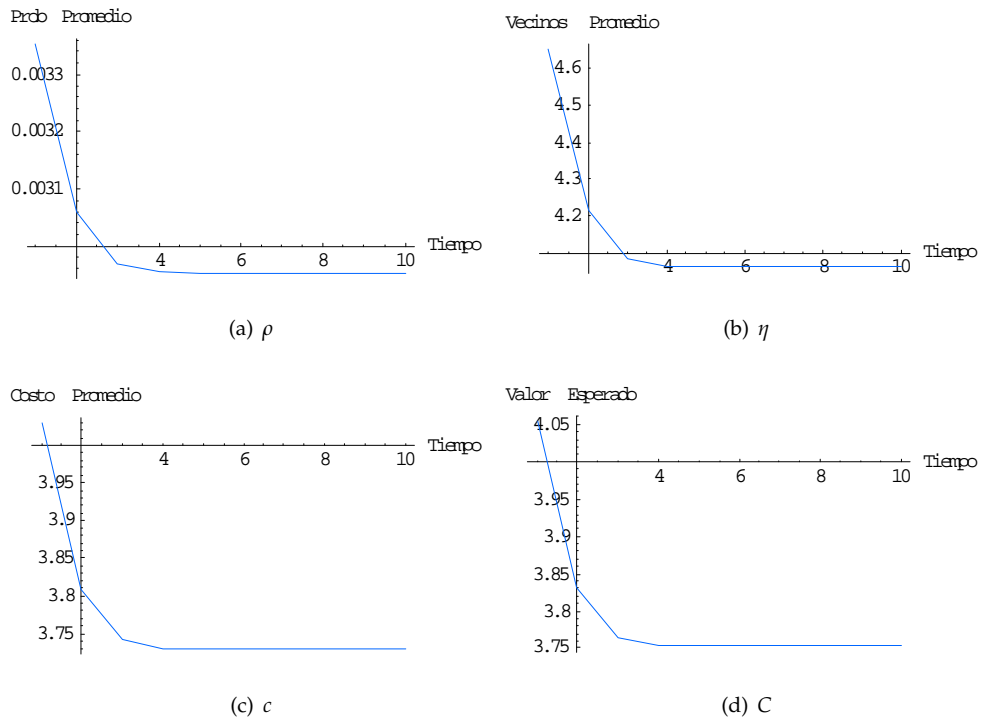 Prob Promedio
0.0033
0.0032
0.0031
4 6 8 10
Tiempo
(a) ρ
Vecinos Promedio
4.6
4.5
4.4
4.3
4.2
4 6 8 10
Tiempo
(b) η
Costo Promedio
Tiempo
4 6 8 10
3.95
3.9
3.85
3.8
3.75
(c) c
Valor Esperado
4.05
Tiempo
4 6 8 10
3.95
3.9
3.85
3.8
3.75
(d) C